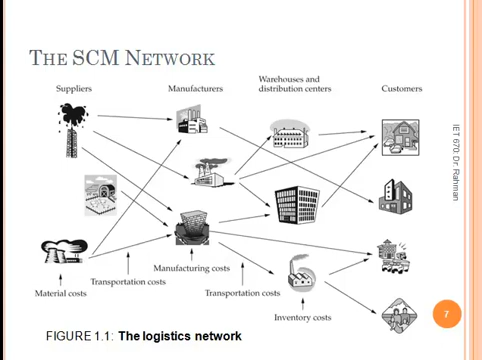 THE SCM NETWORK
Suppliers
Manufacturers
Warehouses and
distribution centers
Customers
Material costs
Transportation costs
Manufacturing costs
Transportation costs
Inventory costs
FIGURE 1.1: The logistics network
IET 670: Dr. Rahman
7